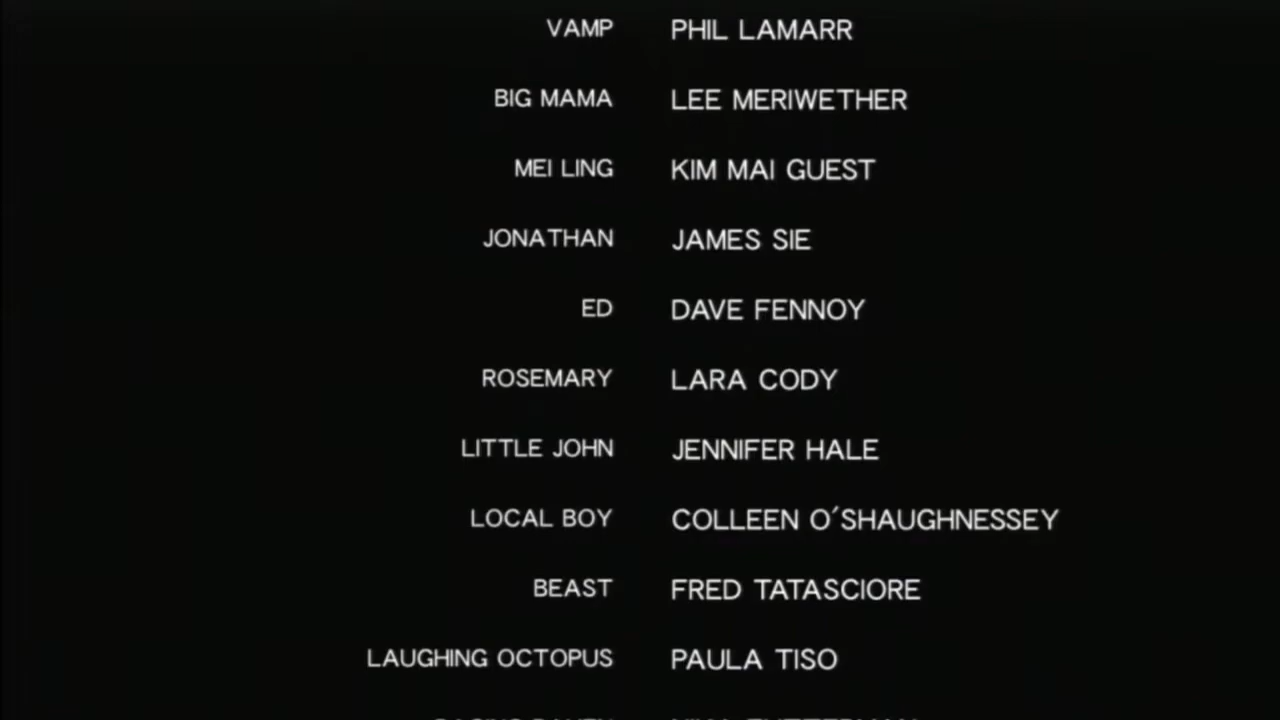 VAMP PHIL LAMARR
BIG MAMA LEE MERIWETHER
MEI LING KIM MAI GUEST
JONATHAN JAMES SIE
ED DAVE FENNOY
ROSEMARY LARA CODY
LITTLE JOHN JENNIFER HALE
LOCAL BOY COLLEEN O´SHAUGHNESSEY
BEAST FRED TATASCIORE
LAUGHING OCTOPUS PAULA TISO